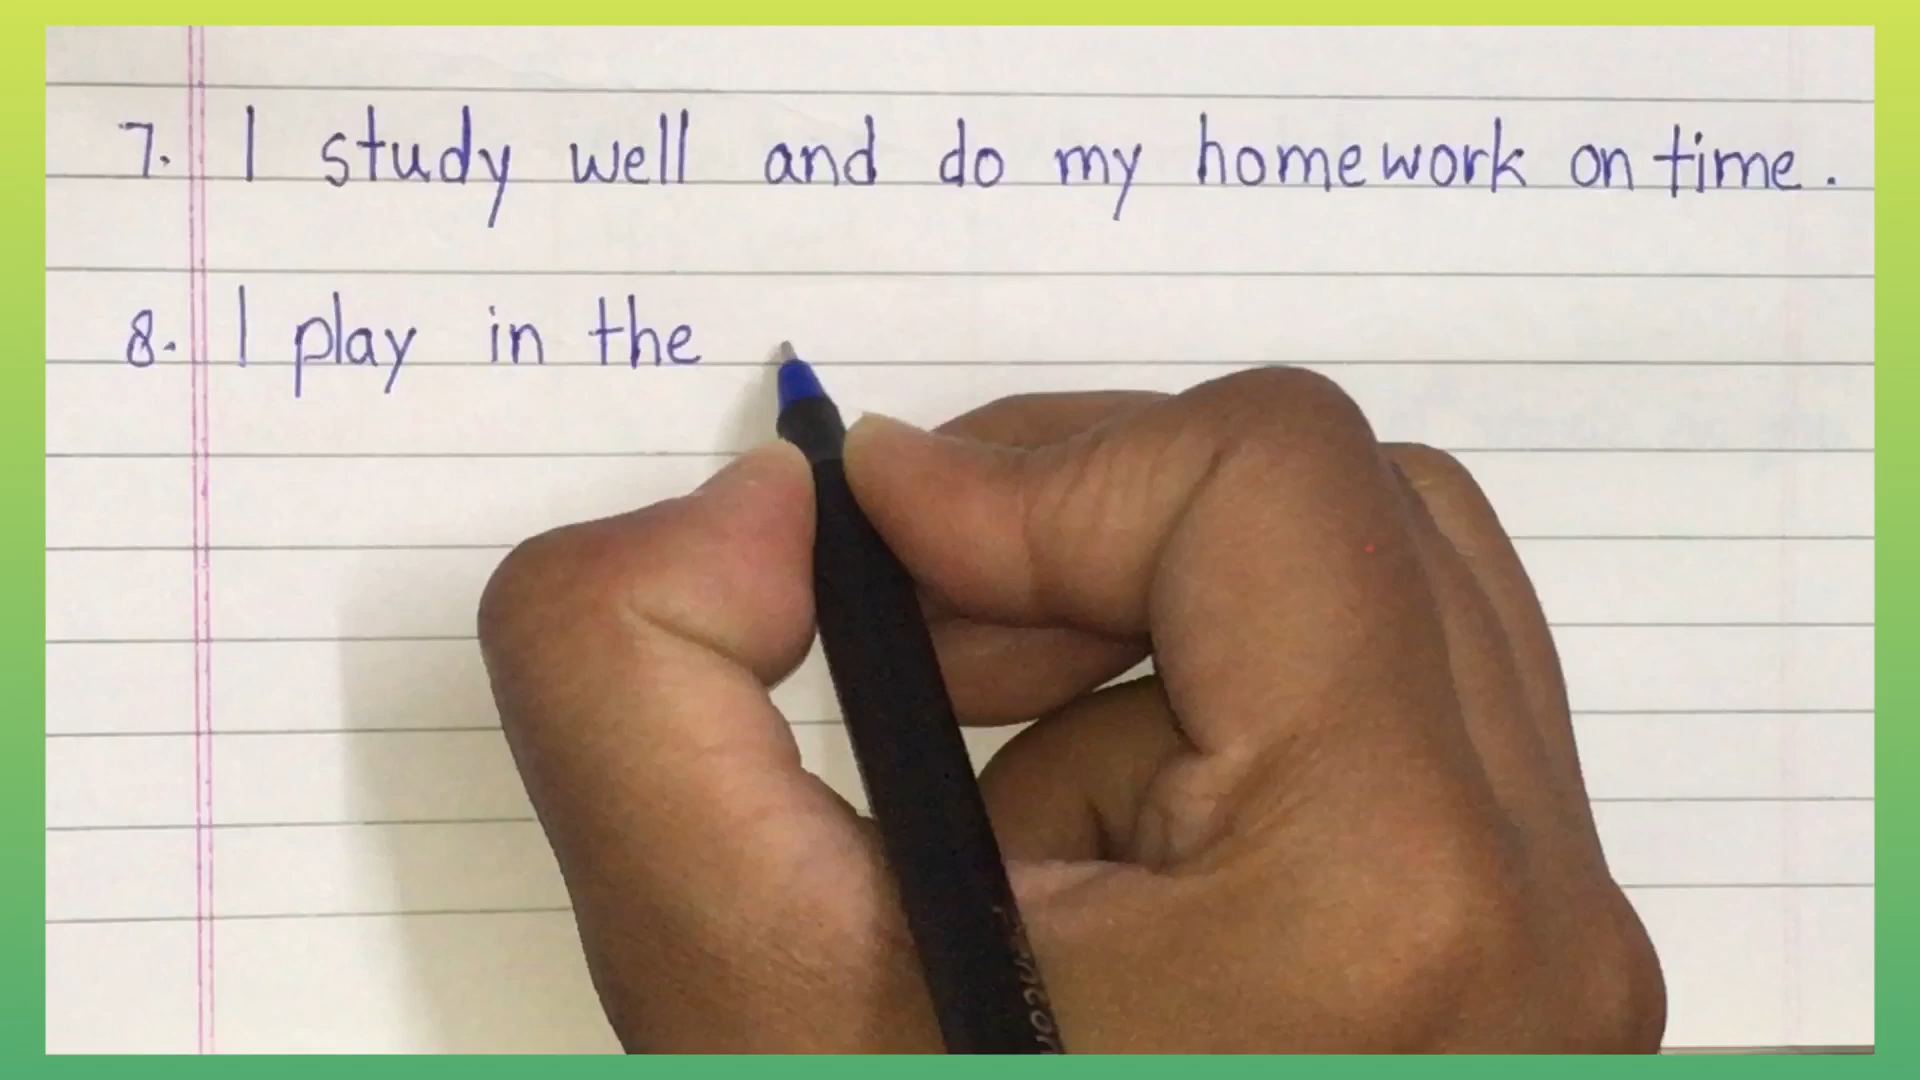 7. I study well and do my homework on time.
8. I play in the